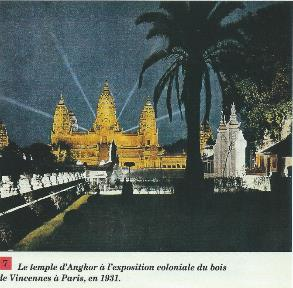 7 Le temple d'Angkor à l'exposition coloniale du bois
de Vincennes à Paris, en 1931.